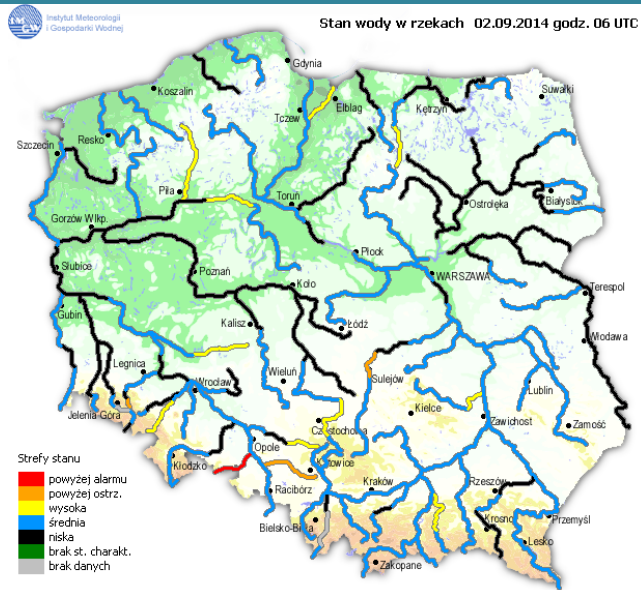 Instytut Meteorologii
i Gospodarki Wodnej
Stan wody w rzekach 02.09.2014 godz. 06 UTC
Gdynia
Koszalin
Suwałki
Tczew
Elbląg
Kętrzyn
Resko
Szczecin
Piła
Toruń
Ostrołęka
Białystok
Gorzów Wlkp.
Płock
Słubice
Poznań
WARSZAWA
Koło
Terespol
Gubin
Kalisz
Łódź
Włodawa
Legnica
Wieluń
Sulejów
Wrocław
Lublin
Jelenia Góra
Kielce
Zawichost
Zamość
Częstochowa
Opole
Strefy stanu
Kłodzko
Katowice
powyżej alarmu
Racibórz
Kraków
Rzeszów
powyżej ostrz.
wysoka
średnia
Bielsko-Biała
Krosno
Przemyśl
niska
Lesko
brak st. charakt.
Zakopane
brak danych